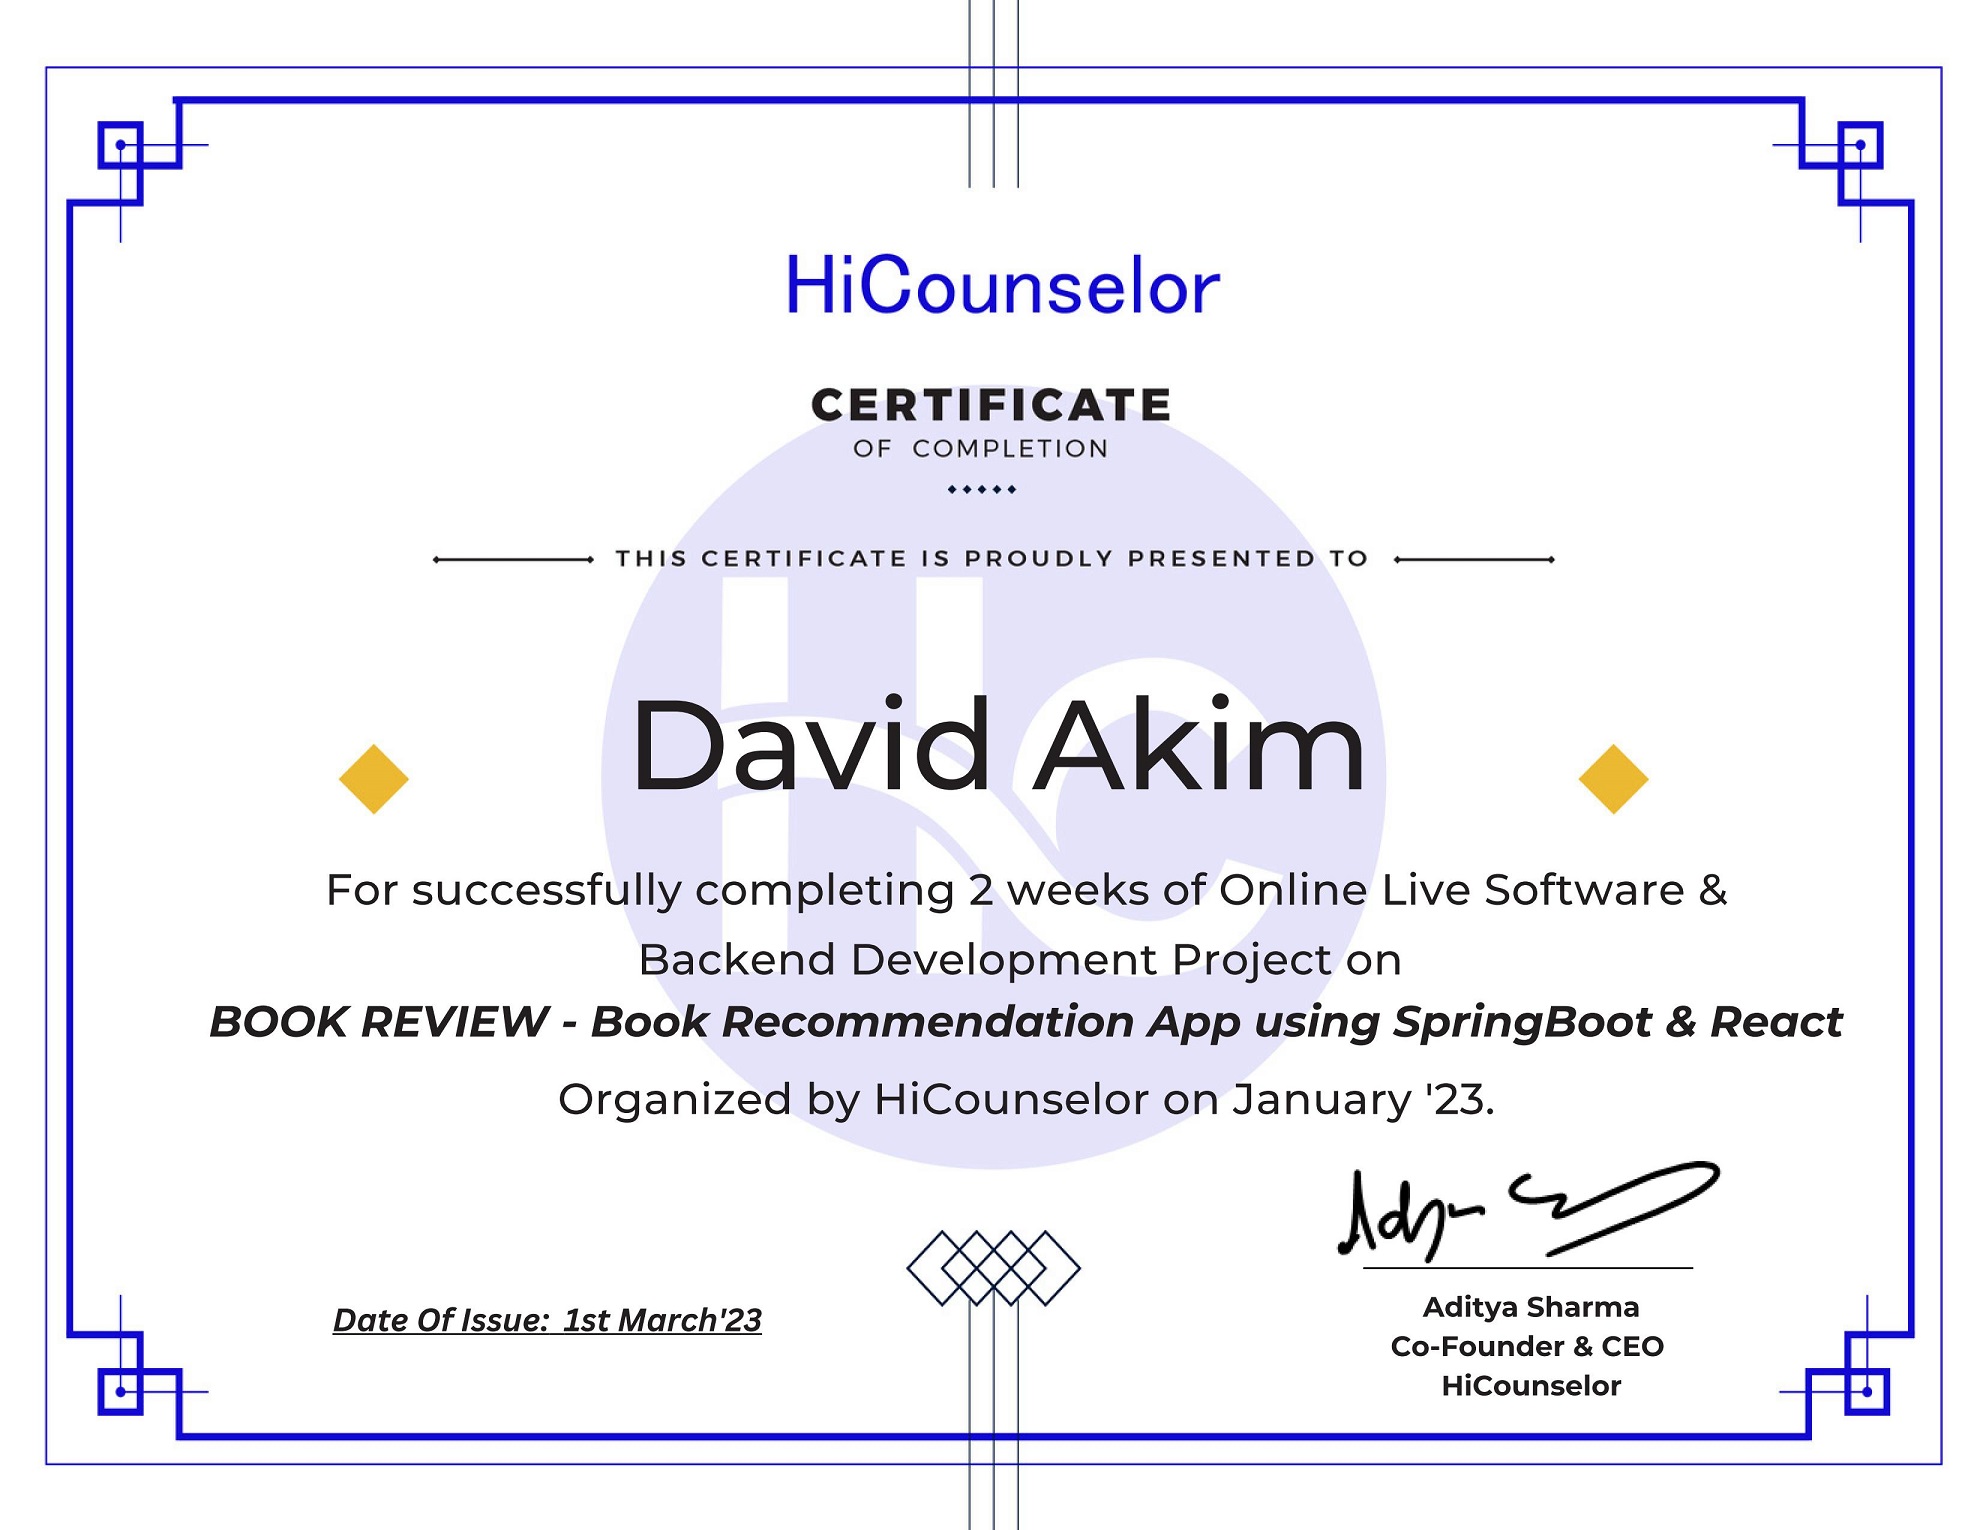 HiCounselor
CERTIFICATE
OF COMPLETION
THIS CERTIFICATE IS PROUDLY PRESENTED TO
David Akim
For successfully completing 2 weeks of Online Live Software &
Backend Development Project on
BOOK REVIEW - Book Recommendation App using SpringBoot & React
Organized by HiCounselor on January '23.
Date Of Issue: 1st March'23
Aditya Sharma
Co-Founder & CEO
HiCounselor